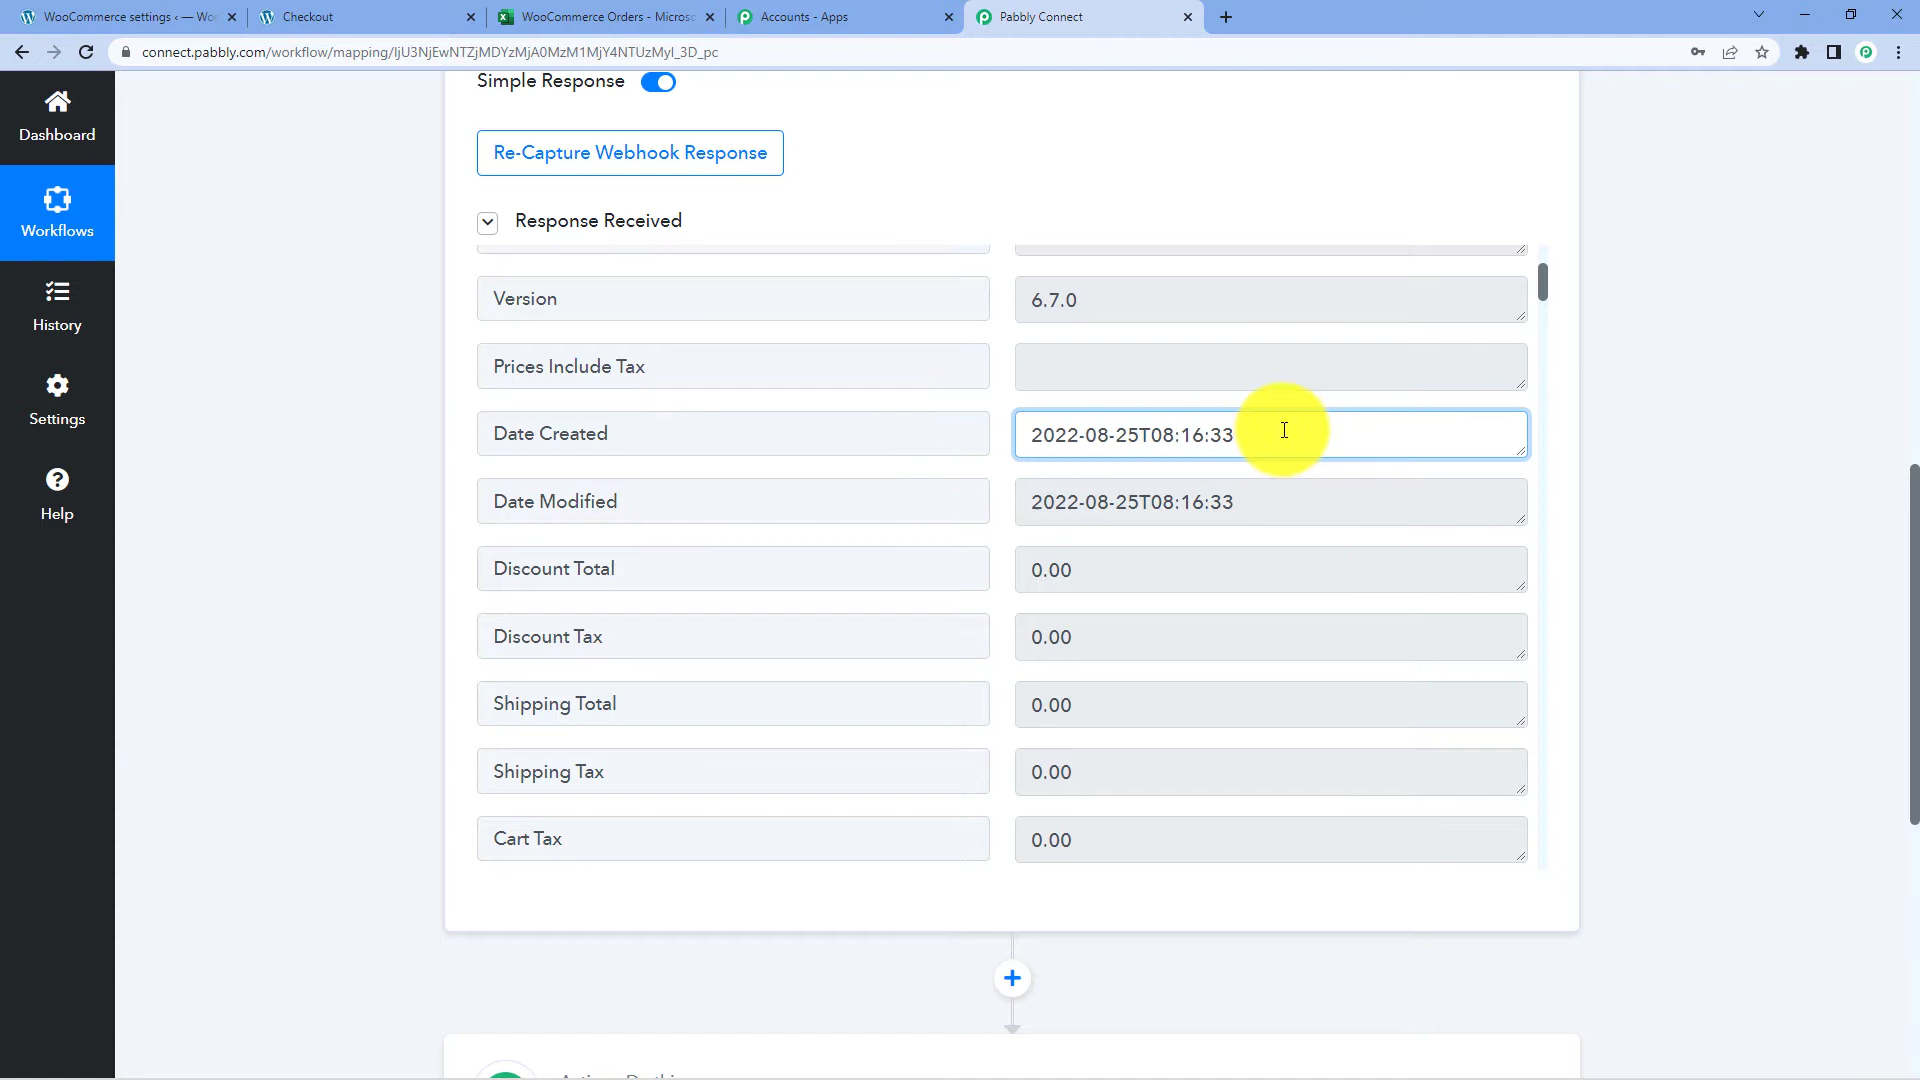 WooCommerce settings ‹ — Wor
Checkout
WooCommerce Orders - Micros
Accounts - Apps
Pabbly Connect
connect.pabbly.com/workflow/mapping/IjU3NjEwNTZjMDYzMjA0MzM1MjY4NTUzMyI_3D_pc
Dashboard
Workflows
History
Settings
Help
Simple Response
Re-Capture Webhook Response
Response Received
Version
6.7.0
Prices Include Tax
Date Created
2022-08-25T08:16:33
Date Modified
2022-08-25T08:16:33
Discount Total
0.00
Discount Tax
0.00
Shipping Total
0.00
Shipping Tax
0.00
Cart Tax
0.00